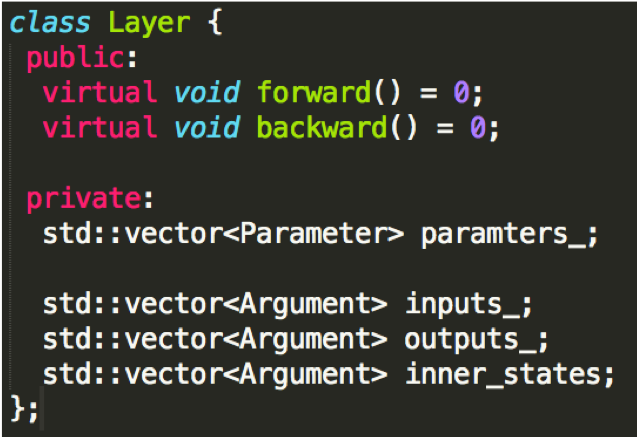 class Layer {
public:
virtual void forward() = 0;
virtual void backward() = 0;
private:
std::vector<Parameter> paramters_;
std::vector<Argument> inputs_;
std::vector<Argument> outputs_;
std::vector<Argument> inner_states;
};